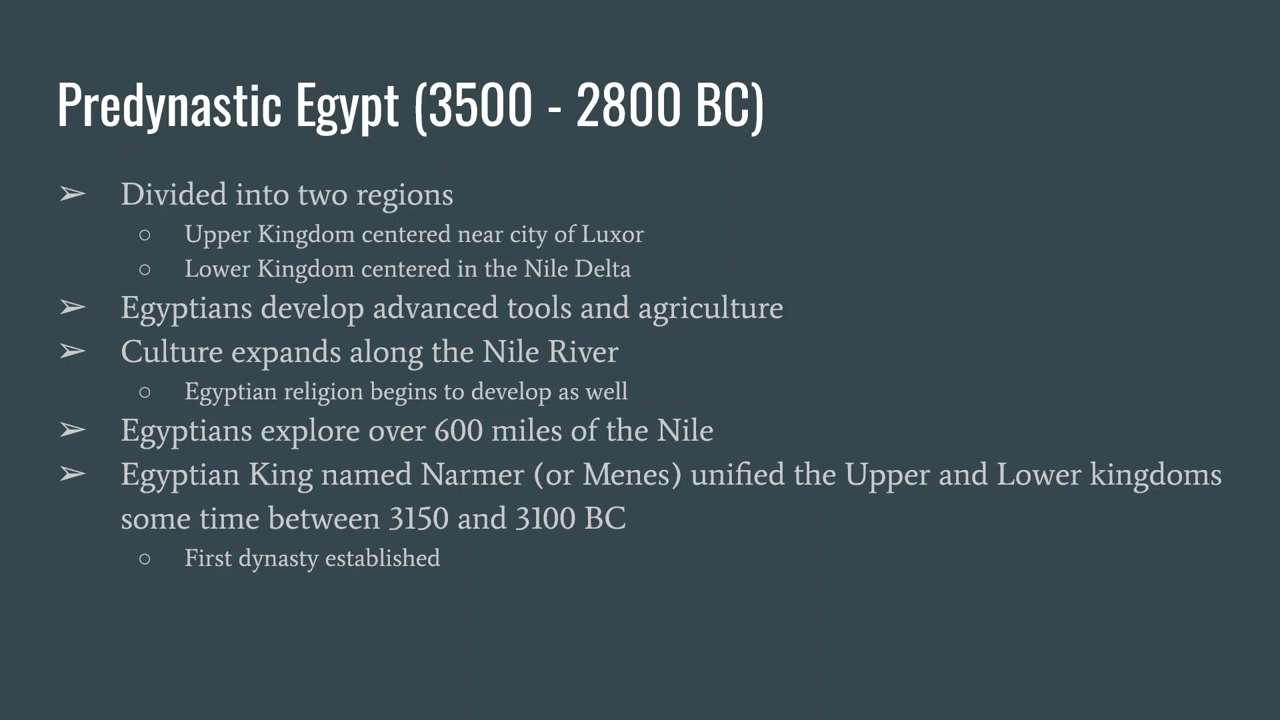 Predynastic Egypt (3500 - 2800 BC)
➢ Divided into two regions
○ Upper Kingdom centered near city of Luxor
○ Lower Kingdom centered in the Nile Delta
➢ Egyptians develop advanced tools and agriculture
➢ Culture expands along the Nile River
○ Egyptian religion begins to develop as well
➢ Egyptians explore over 600 miles of the Nile
➢ Egyptian King named Narmer (or Menes) unified the Upper and Lower kingdoms
some time between 3150 and 3100 BC
○ First dynasty established